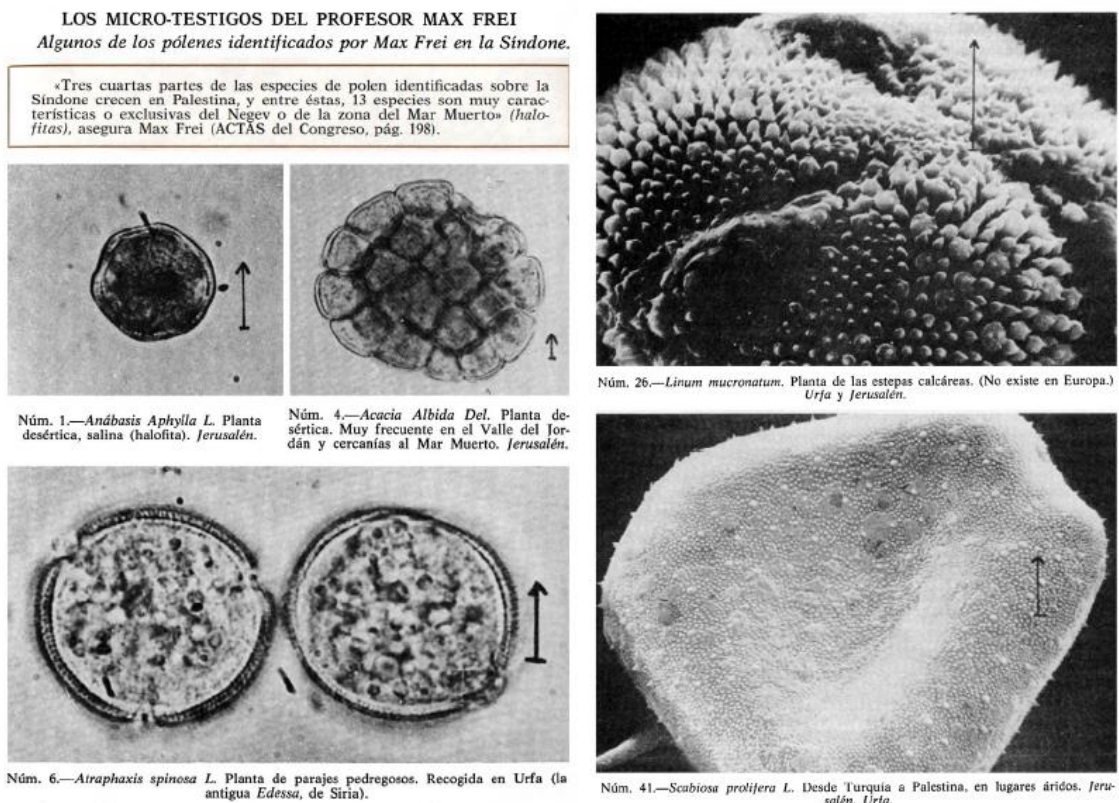 LOS MICRO-TESTIGOS DEL PROFESOR MAX FREI
Algunos de los pólenes identificados por Max Frei en la Síndone.
«Tres cuartas partes de las especies de polen identificadas sobre la
Síndone crecen en Palestina, y entre éstas, 13 especies son muy carac-
terísticas o exclusivas del Negev o de la zona del Mar Muerto» (halo-
fitas), asegura Max Frei (ACTAS del Congreso, pág. 198).
Núm. 1.—Anábasis Aphylla L. Planta
desértica, salina (halofita). Jerusalén.
Núm. 4.—Acacia Albida Del. Planta de-
sértica. Muy frecuente en el Valle del Jor-
dán y cercanías al Mar Muerto. Jerusalén.
Núm. 6.—Atraphaxis spinosa L. Planta de parajes pedregosos. Recogida en Urfa (la
antigua Edessa, de Siria).
Núm. 26.—Linum mucronatum. Planta de las estepas calcáreas. (No existe en Europa.)
Urfa y Jerusalén.
Núm. 41.—Scabiosa prolifera L. Desde Turquía a Palestina, en lugares áridos. Jeru-
salén, Urfa.